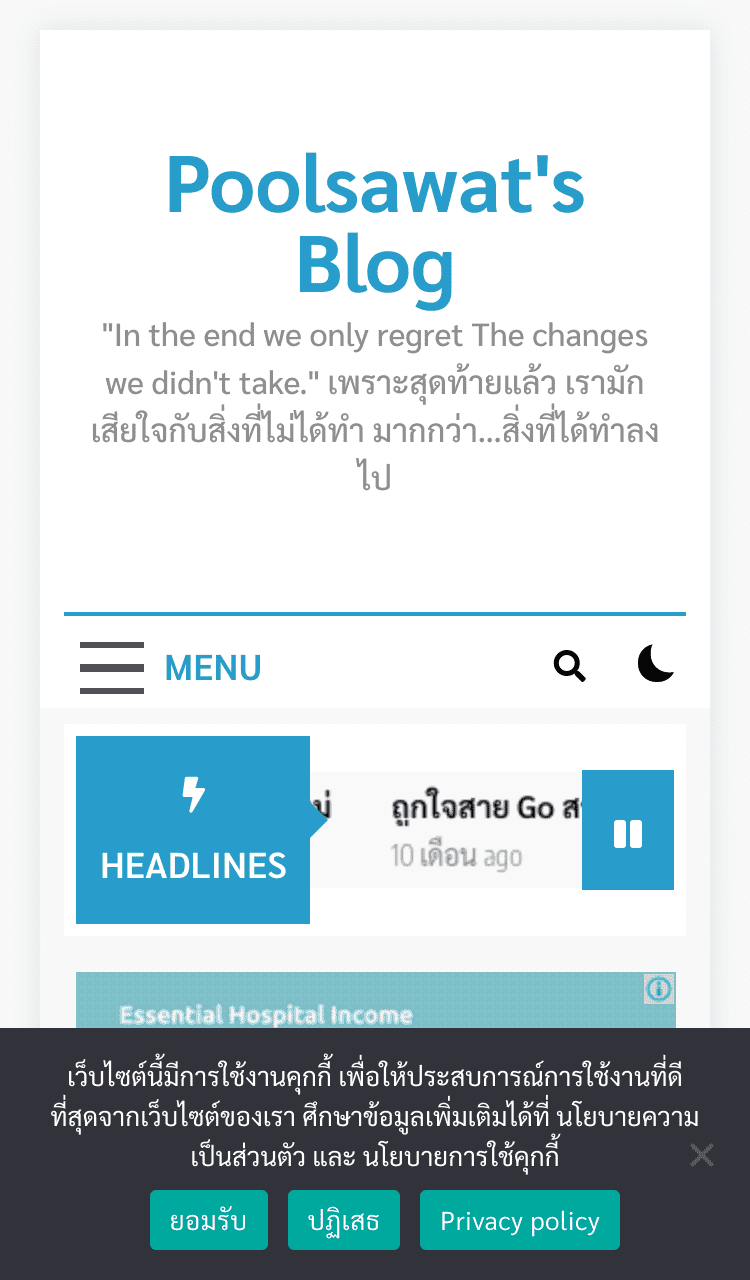 Poolsawat's
Blog
"In the end we only regret The changes
we didn't take." เพราะสุดท้ายแล้ว เรามัก
เสียใจกับสิ่งที่ไม่ได้ทำ มากกว่า...สิ่งที่ได้ทำลง
ไป
MENU
HEADLINES
ถูกใจสาย Go
10 เดือน ago
Essential Hospital Income
เว็บไซต์นี้มีการใช้งานคุกกี้ เพื่อให้ประสบการณ์การใช้งานที่ดี
ที่สุดจากเว็บไซต์ของเรา ศึกษาข้อมูลเพิ่มเติมได้ที่ นโยบายความ
เป็นส่วนตัว และ นโยบายการใช้คุกกี้
ยอมรับ
ปฏิเสธ
Privacy policy